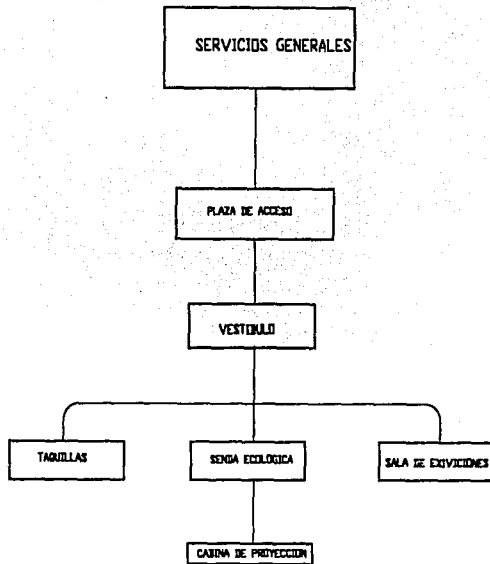 SERVICIOS GENERALES
PLAZA DE ACCESO
VESTIBULO
TAQUILLAS
SENDA ECOLOGICA
SALA DE EXIVICIONES
CABINA DE PROYECCION